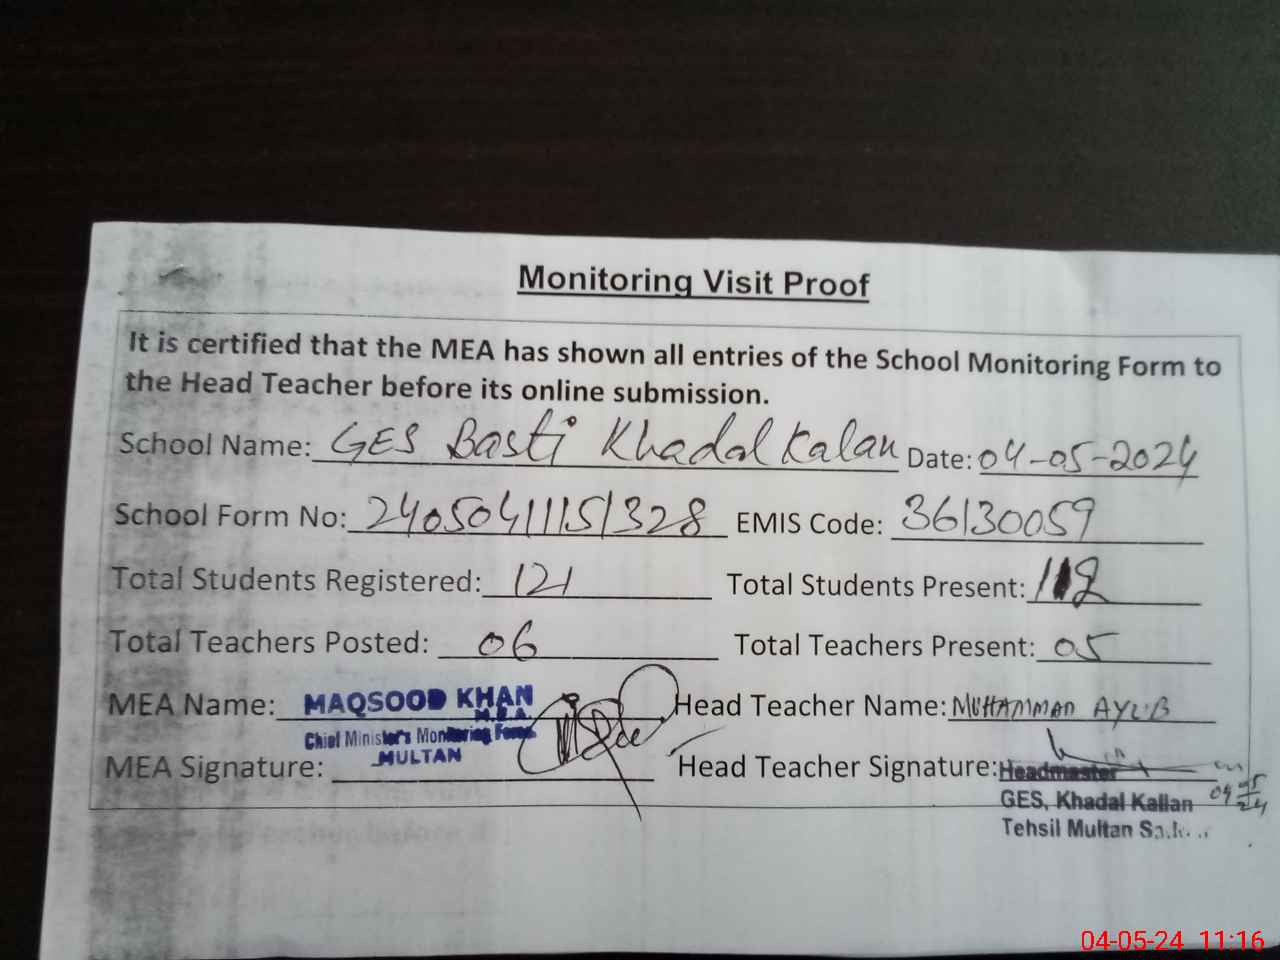 Monitoring Visit Proof
It is certified that the MEA has shown all entries of the School Monitoring Form to
the Head Teacher before its online submission.
School Name: GES Basti Khadal Kalan Date: 04-05-2024
School Form No: 24050411151328 EMIS Code: 36130059
Total Students Registered: 121 Total Students Present:
Total Teachers Posted: 06 Total Teachers Present: 05
MEA Name: MAQSOOD KHAN Head Teacher Name: MUHAMMAD AYUB
M.E.A.
Chief Minister's Monitoring Force
MULTAN
MEA Signature: Head Teacher Signature:
Headmaster
GES, Khadal Kallan
Tehsil Multan
04-05-24 11:16